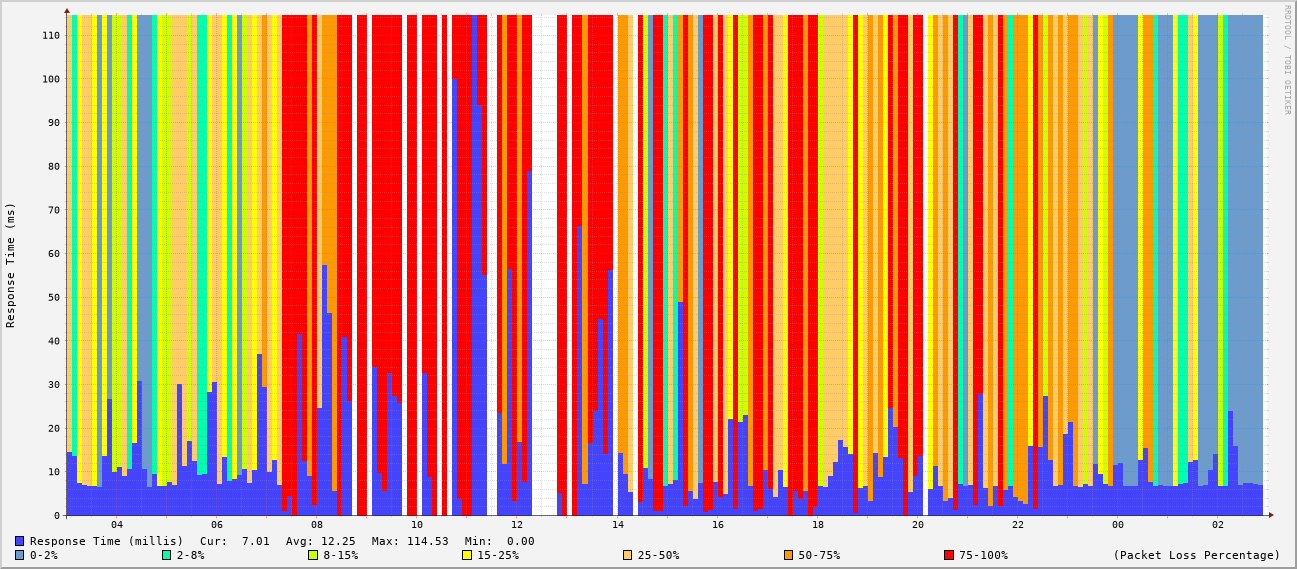 RRDTOOL / TOBI OETIKER
Response Time (ms)
110
100
90
80
70
60
50
40
30
20
10
0
04 06 08 10 12 14 16 18 20 22 00 02
Response Time (millis) Cur: 7.01 Avg: 12.25 Max: 114.53 Min: 0.00
0-2% 2-8% 8-15% 15-25% 25-50% 50-75% 75-100% (Packet Loss Percentage)